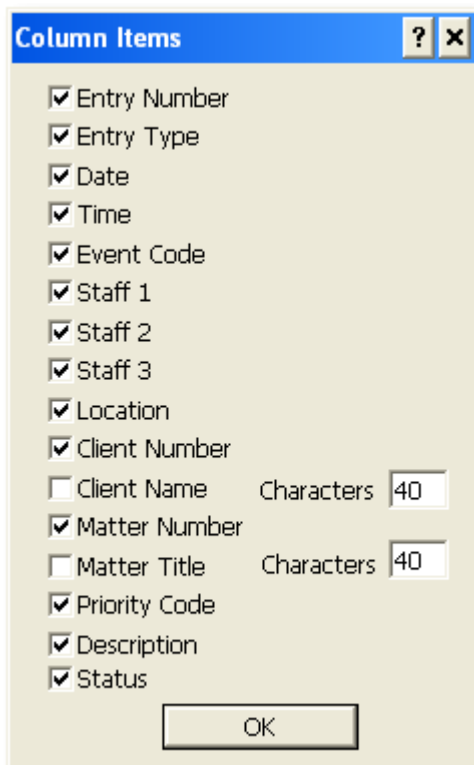 Column Items
Entry Number
Entry Type
Date
Time
Event Code
Staff 1
Staff 2
Staff 3
Location
Client Number
Client Name Characters 40
Matter Number
Matter Title Characters 40
Priority Code
Description
Status
OK